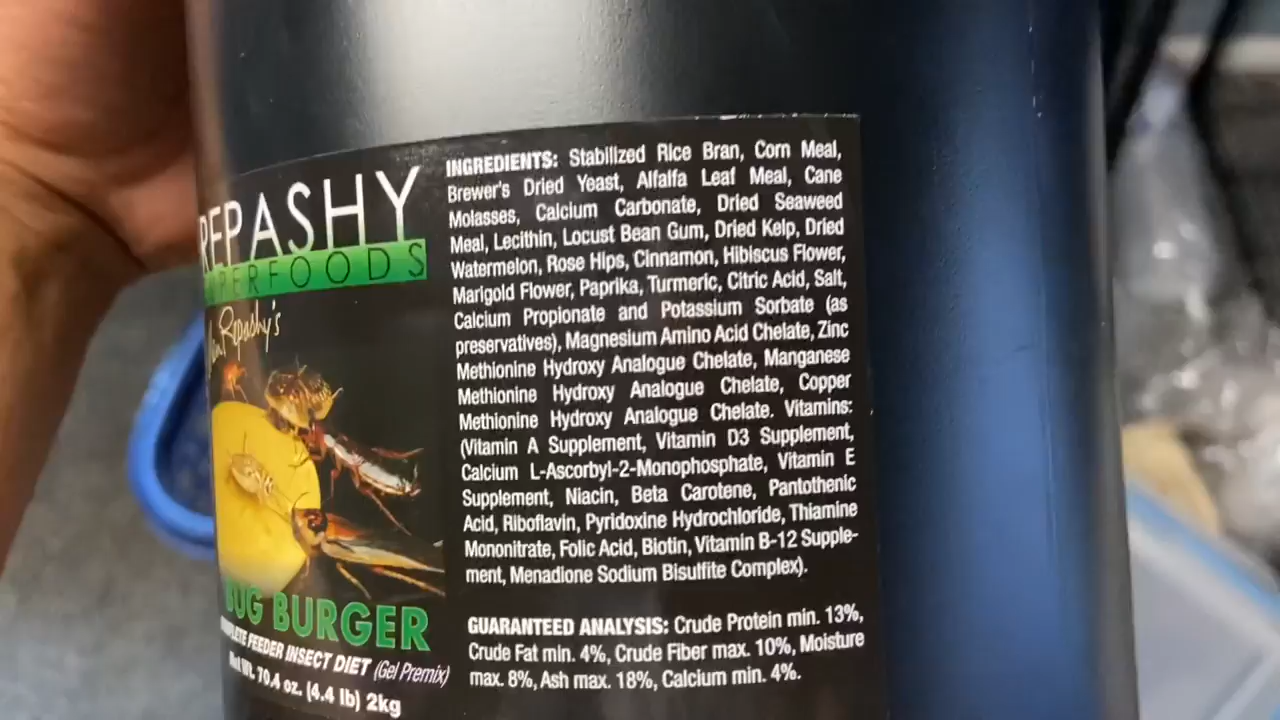 REPASHY
PERFOODS
Repashy's
BUG BURGER
FEEDER INSECT DIET (Gel Premix)
Net Wt. 70.4 oz. (4.4 lb) 2kg
INGREDIENTS: Stabilized Rice Bran, Corn Meal,
Brewer's Dried Yeast, Alfalfa Leaf Meal, Cane
Molasses, Calcium Carbonate, Dried Seaweed
Meal, Lecithin, Locust Bean Gum, Dried Kelp, Dried
Watermelon, Rose Hips, Cinnamon, Hibiscus Flower,
Marigold Flower, Paprika, Turmeric, Citric Acid, Salt,
Calcium Propionate and Potassium Sorbate (as
preservatives), Magnesium Amino Acid Chelate, Zinc
Methionine Hydroxy Analogue Chelate, Manganese
Methionine Hydroxy Analogue Chelate, Copper
Methionine Hydroxy Analogue Chelate. Vitamins:
(Vitamin A Supplement, Vitamin D3 Supplement,
Calcium L-Ascorbyl-2-Monophosphate, Vitamin E
Supplement, Niacin, Beta Carotene, Pantothenic
Acid, Riboflavin, Pyridoxine Hydrochloride, Thiamine
Mononitrate, Folic Acid, Biotin, Vitamin B-12 Supple-
ment, Menadione Sodium Bisulfite Complex).
GUARANTEED ANALYSIS: Crude Protein min. 13%,
Crude Fat min. 4%, Crude Fiber max. 10%, Moisture
max. 8%, Ash max. 18%, Calcium min. 4%.